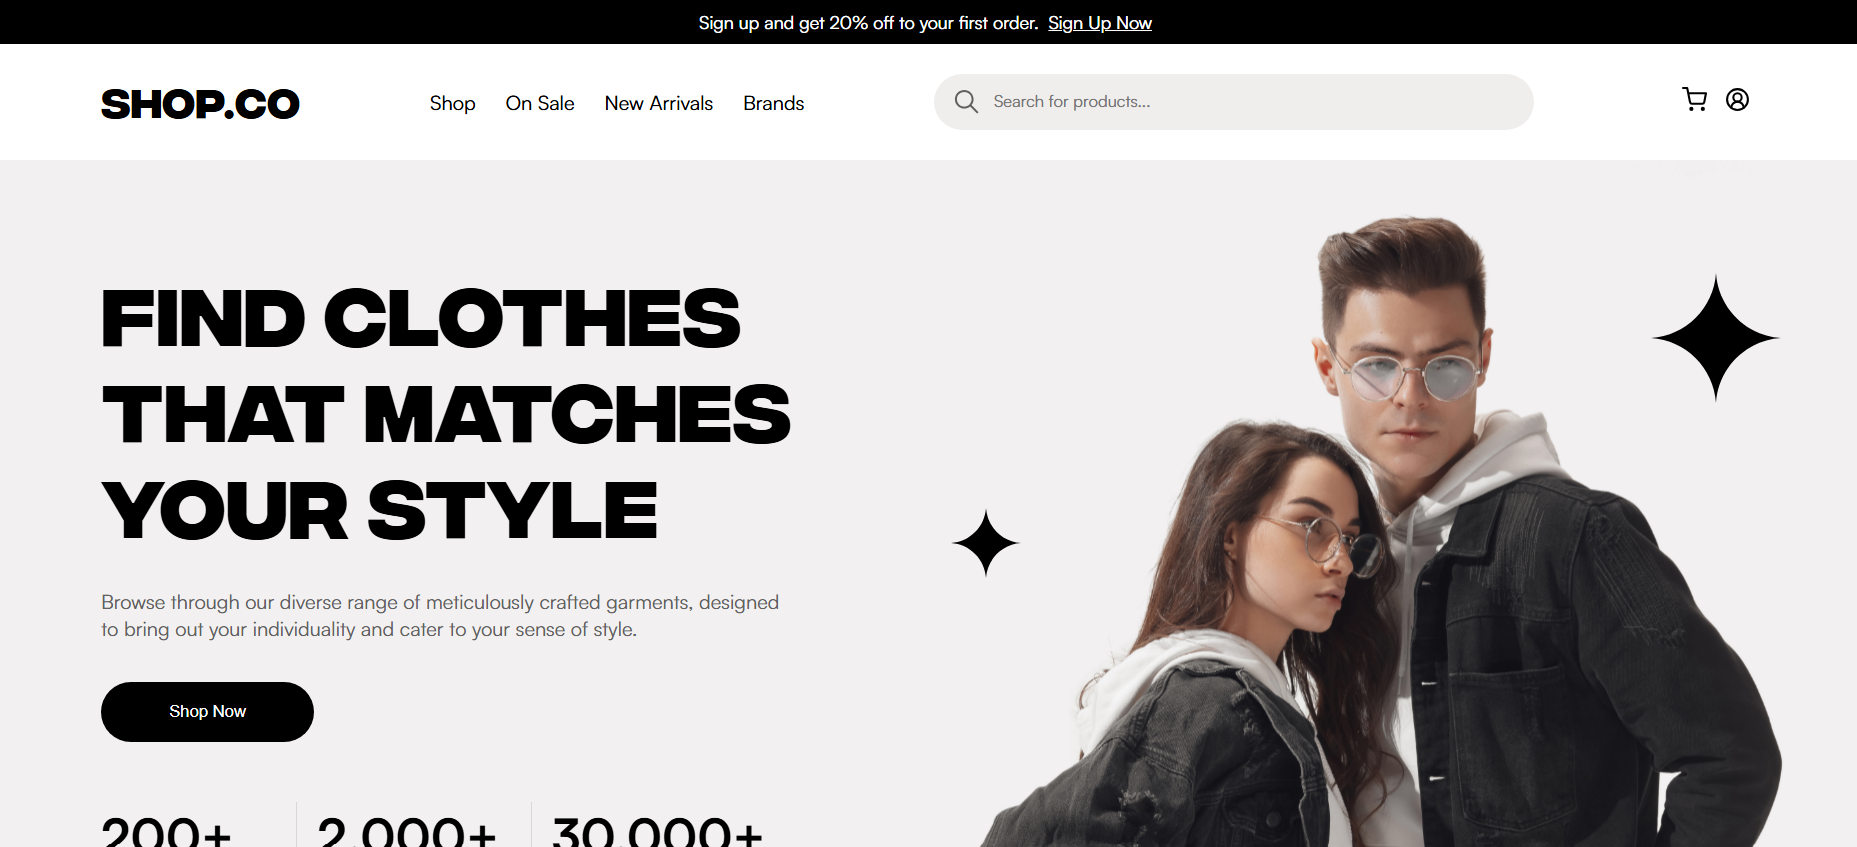 Sign up and get 20% off to your first order. Sign Up Now
SHOP.CO
Shop On Sale New Arrivals Brands
Search for products...
FIND CLOTHES
THAT MATCHES
YOUR STYLE
Browse through our diverse range of meticulously crafted garments, designed
to bring out your individuality and cater to your sense of style.
Shop Now
200+ 2,000+ 30,000+